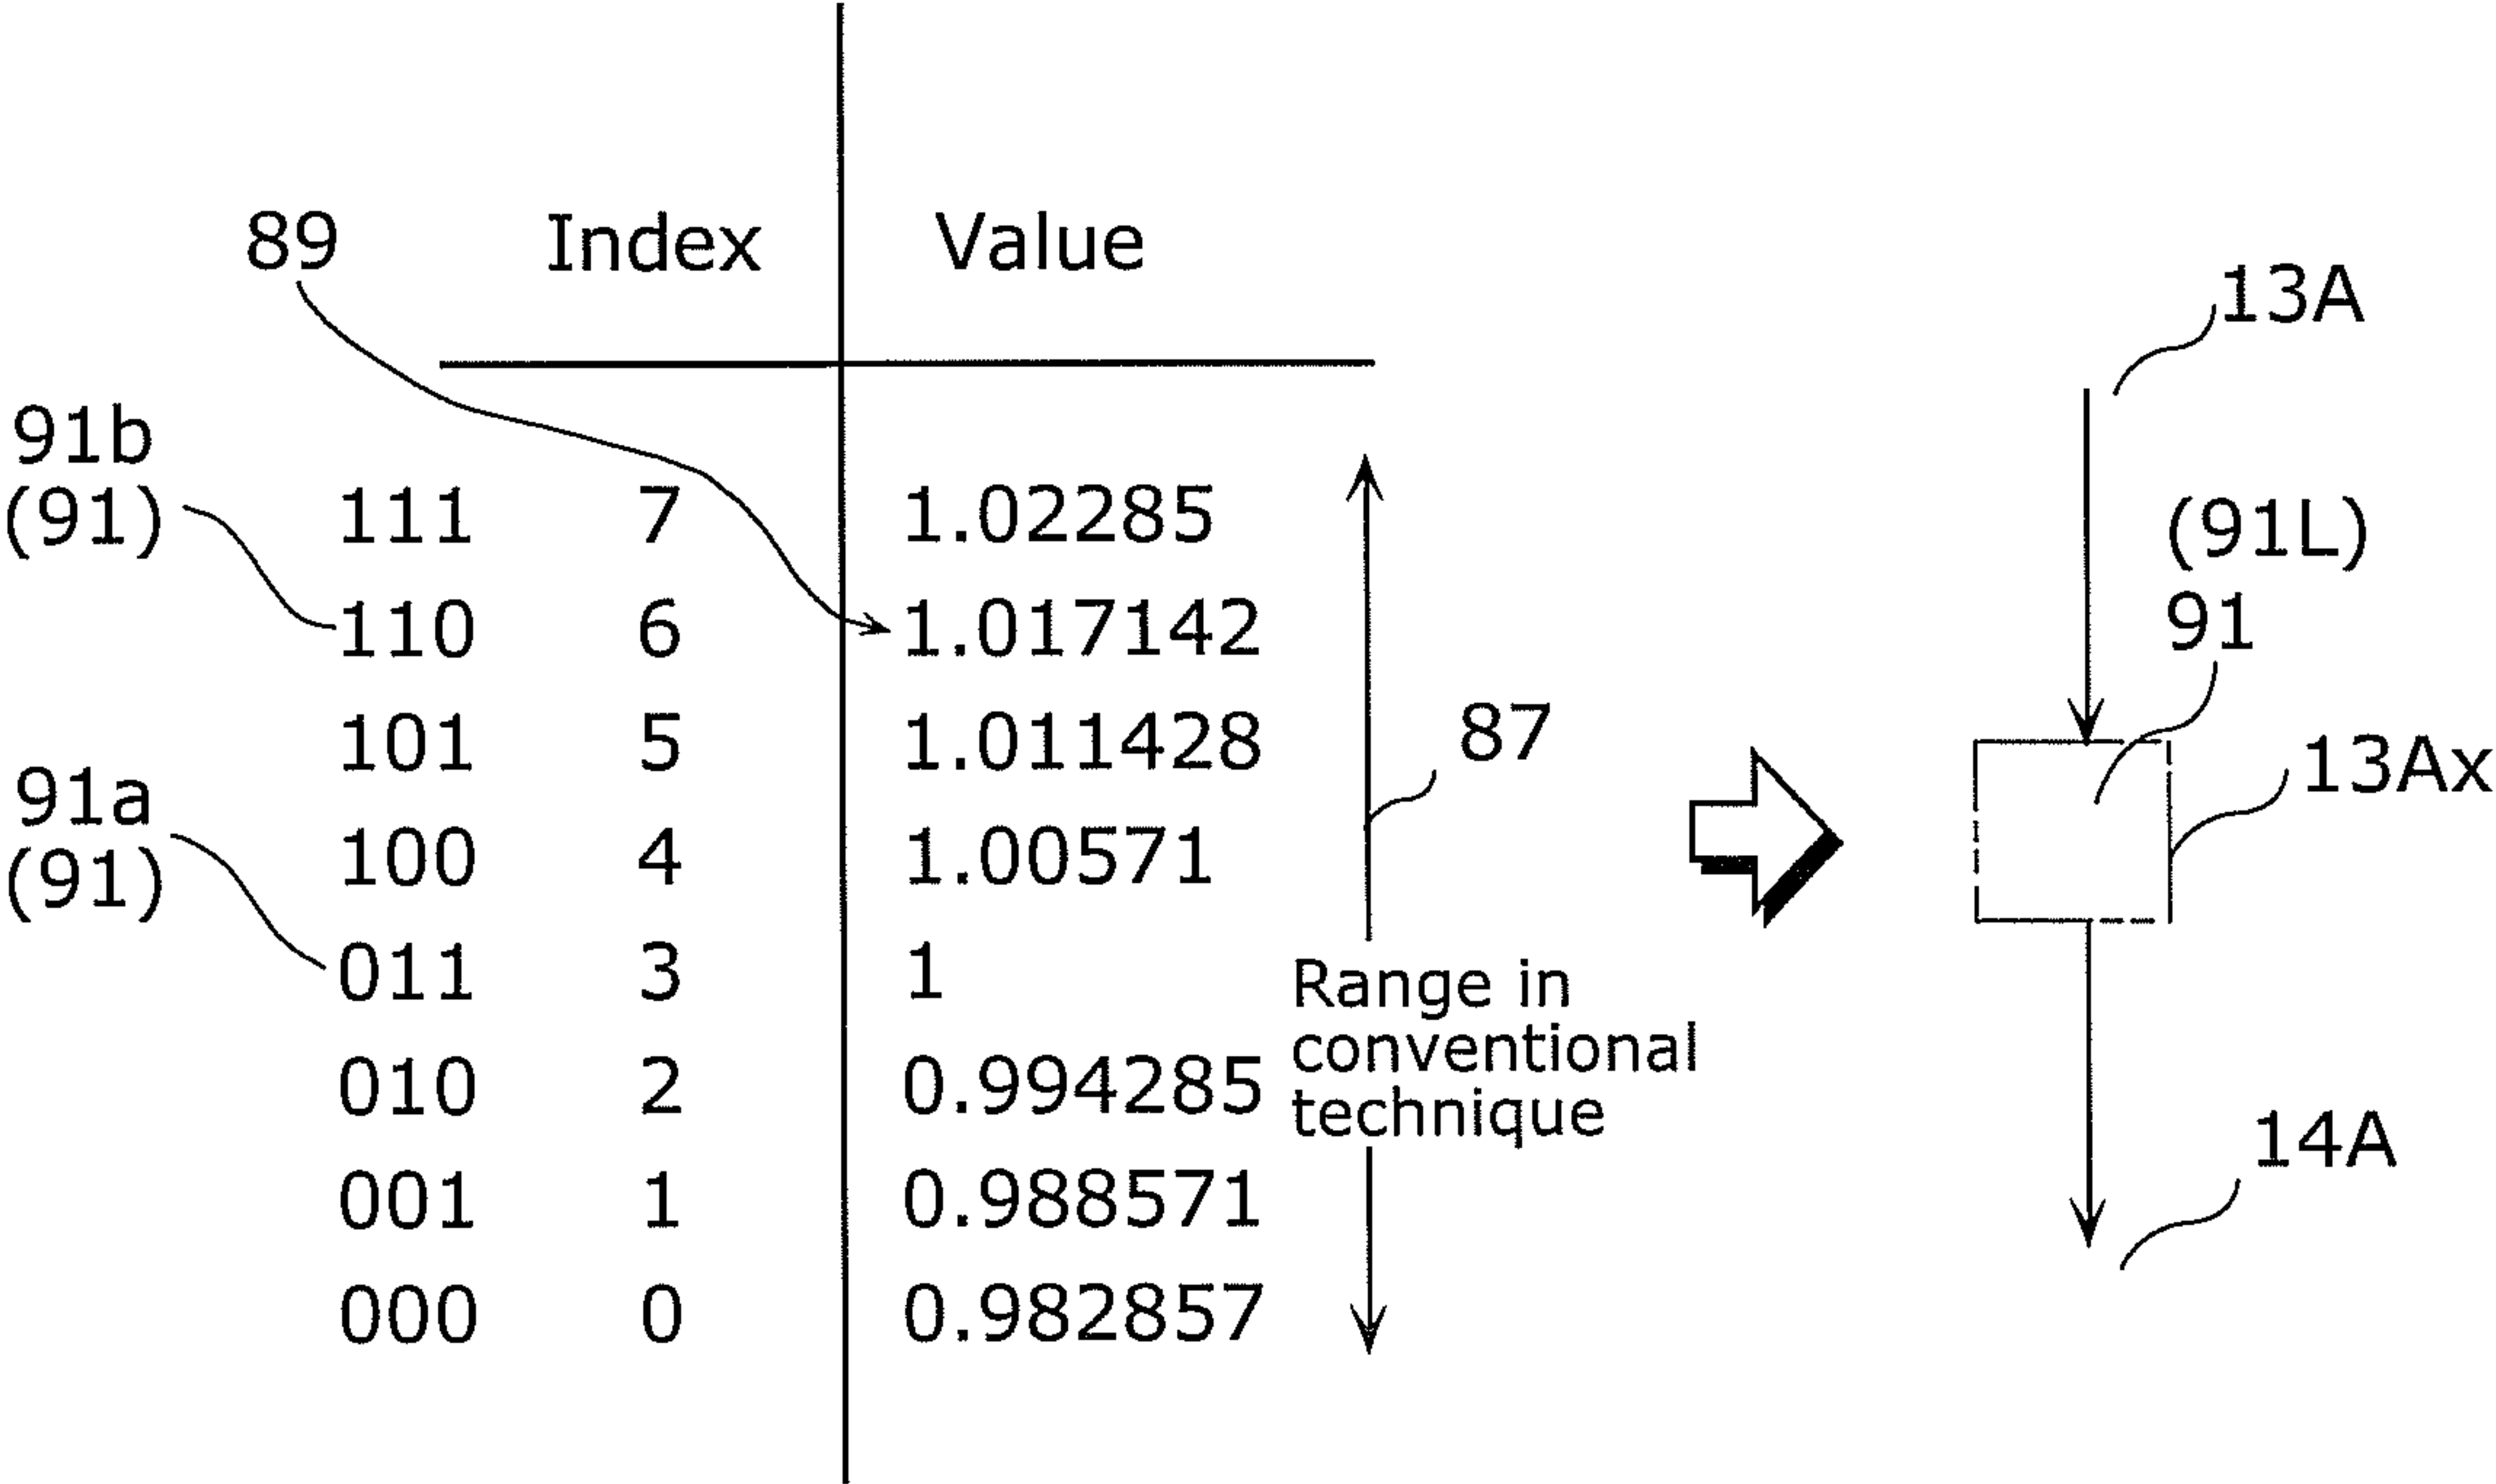 89 Index Value
13A
91b
(91) 111 7 1.02285
(91L)
110 6 1.017142
91
101 5 1.011428
87
13Ax
91a
(91) 100 4 1.00571
011 3 1
Range in
conventional
technique
010 2 0.994285
14A
001 1 0.988571
000 0 0.982857